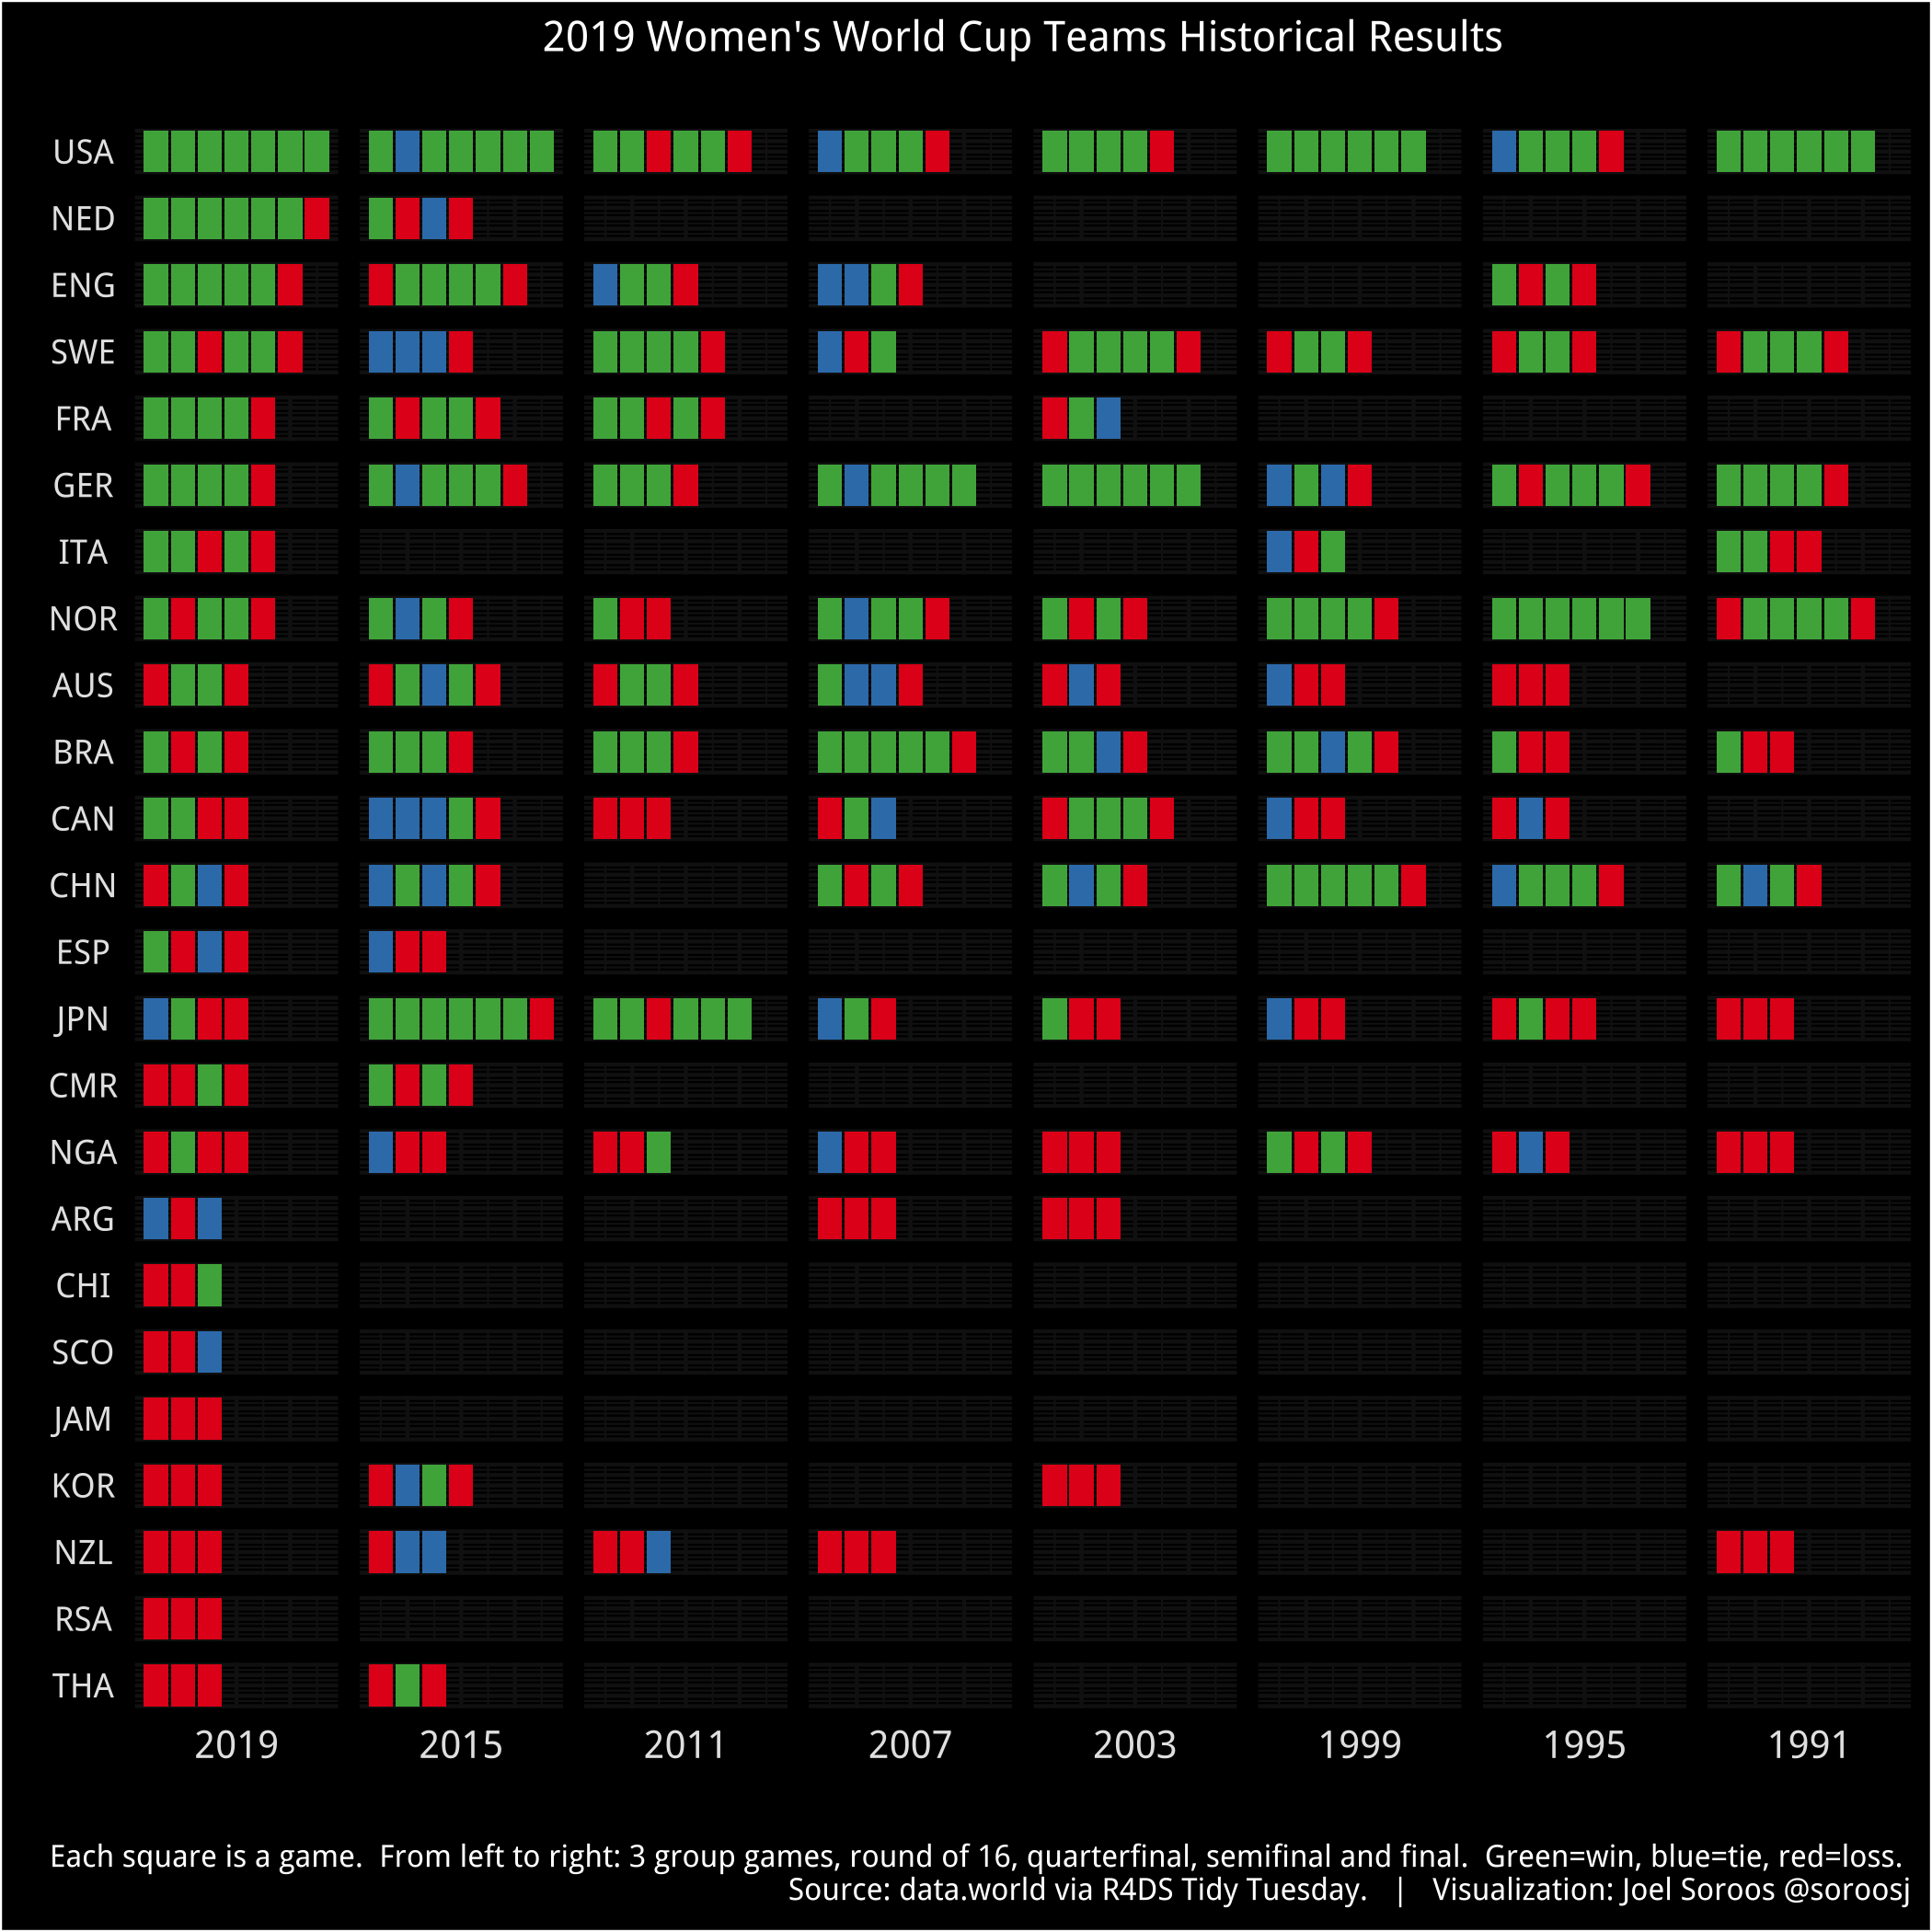 2019 Women's World Cup Teams Historical Results
USA
NED
ENG
SWE
FRA
GER
ITA
NOR
AUS
BRA
CAN
CHN
ESP
JPN
CMR
NGA
ARG
CHI
SCO
JAM
KOR
NZL
RSA
THA
2019 2015 2011 2007 2003 1999 1995 1991
Each square is a game.  From left to right: 3 group games, round of 16, quarterfinal, semifinal and final.  Green=win, blue=tie, red=loss.
Source: data.world via R4DS Tidy Tuesday.   |   Visualization: Joel Soroos @soroosj